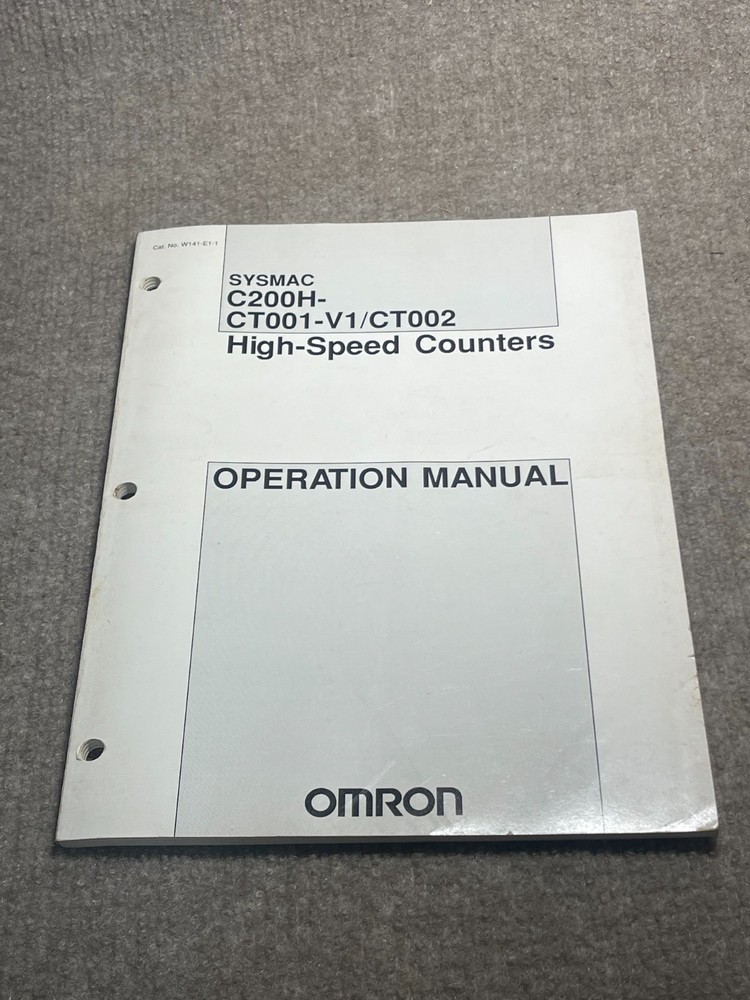 Cat. No. W141-E1-1
SYSMAC
C200H-
CT001-V1/CT002
High-Speed Counters
OPERATION MANUAL
OMRON